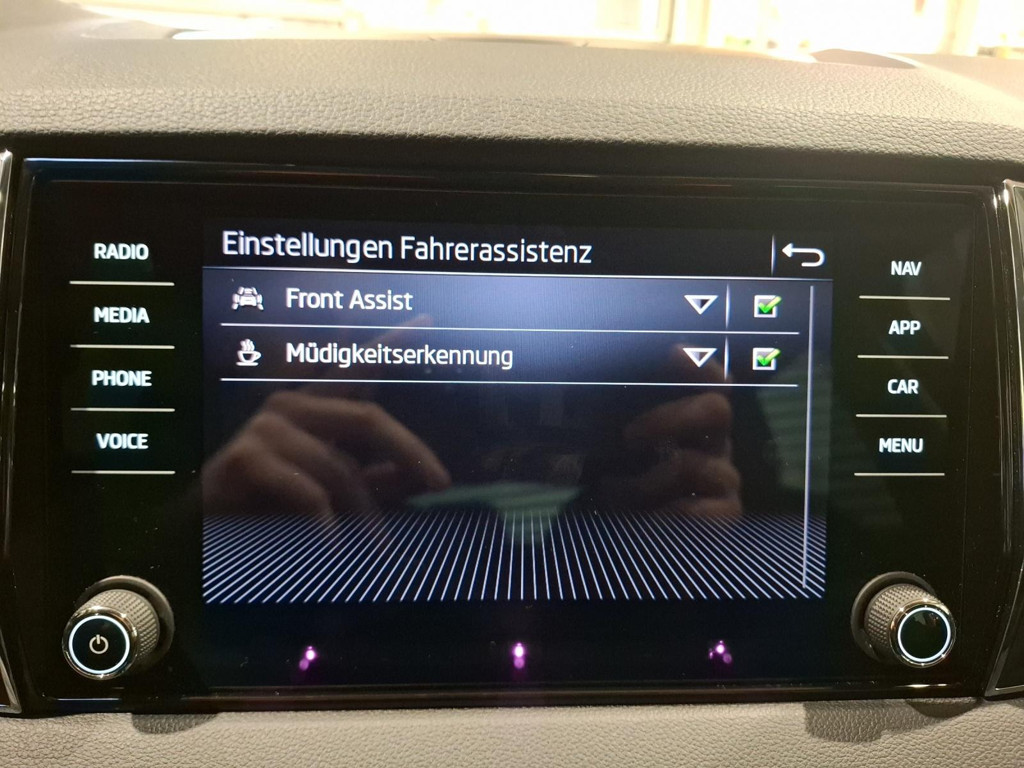 Einstellungen Fahrerassistenz
RADIO
MEDIA
PHONE
VOICE
Front Assist
Müdigkeitserkennung
NAV
APP
CAR
MENU